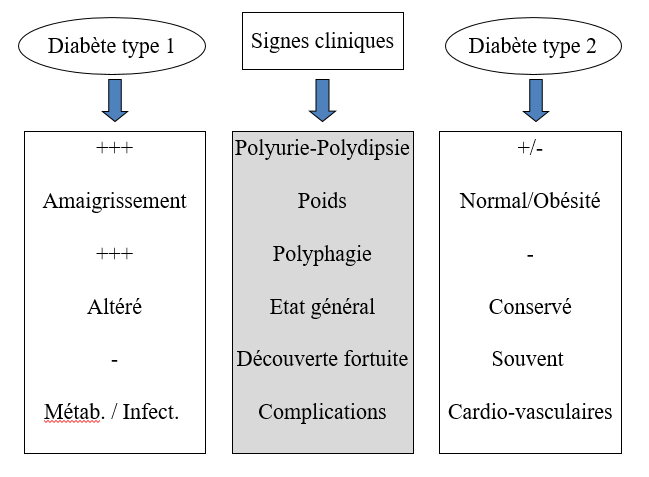 Diabète type 1
Signes cliniques
Diabète type 2
+++
Polyurie-Polydipsie
+/-
Amaigrissement
Poids
Normal/Obésité
+++
Polyphagie
-
Altéré
Etat général
Conservé
-
Découverte fortuite
Souvent
Métab. / Infect.
Complications
Cardio-vasculaires